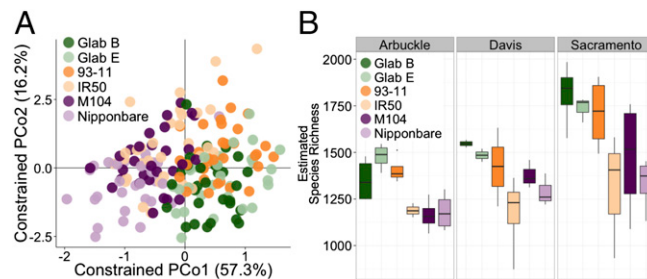 A
Glab B
Glab E
93-11
IR50
M104
Nipponbare
Constrained PCo2 (16.2%)
2.5
0.0
-2.5
-2
-1
0
1
Constrained PCo1 (57.3%)
B
Arbuckle
Davis
Sacramento
Glab B
Glab E
93-11
IR50
M104
Nipponbare
Estimated
Species Richness
2000
1750
1500
1250
1000